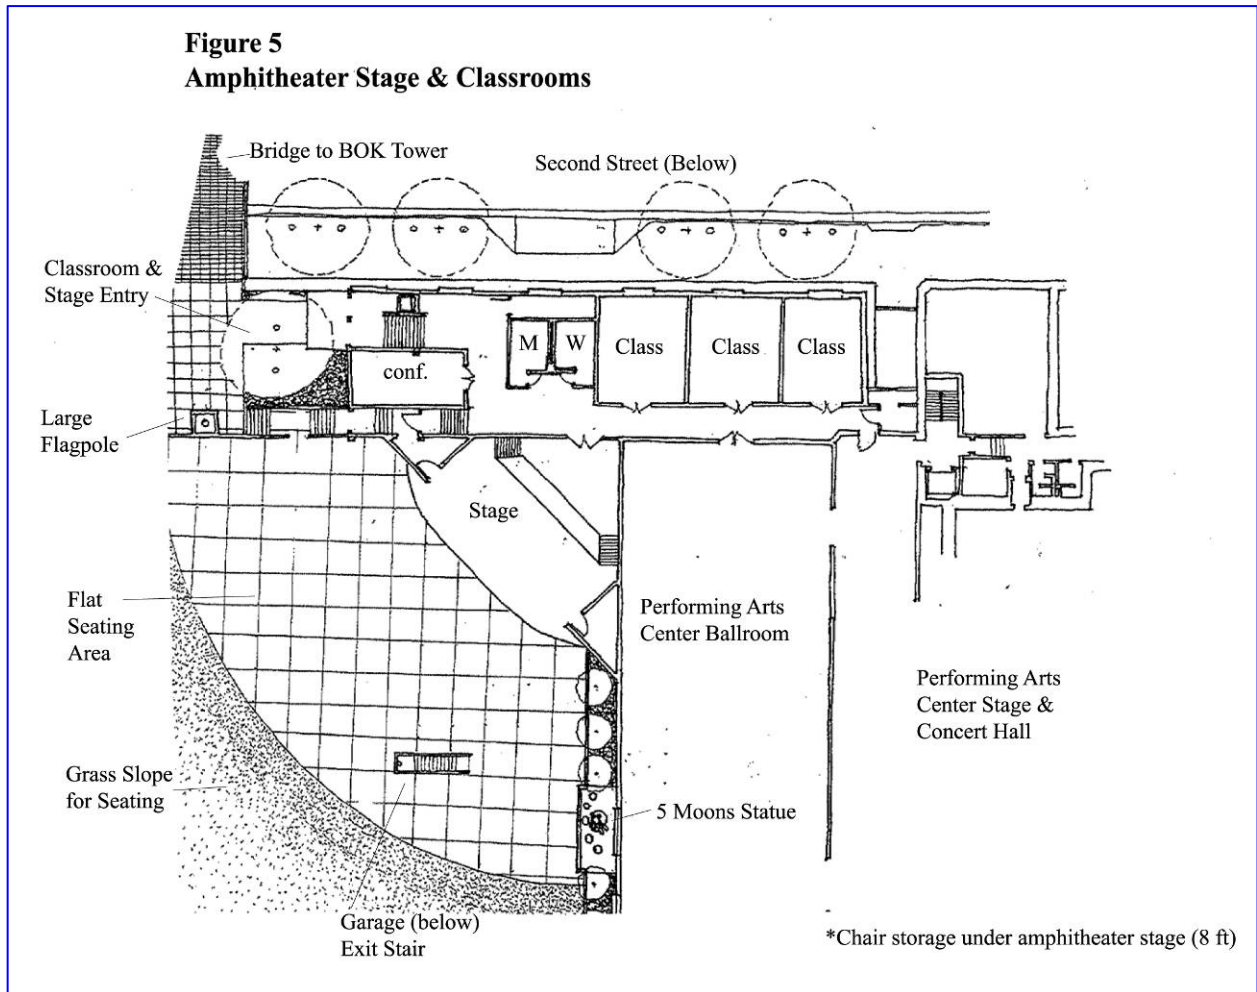 Figure 5
Amphitheater Stage & Classrooms
Bridge to BOK Tower
Second Street (Below)
Classroom &
Stage Entry
M
W
Class
Class
Class
conf.
Large
Flagpole
Stage
Flat
Seating
Area
Performing Arts
Center Ballroom
Performing Arts
Center Stage &
Concert Hall
Grass Slope
for Seating
5 Moons Statue
Garage (below)
Exit Stair
*Chair storage under amphitheater stage (8 ft)